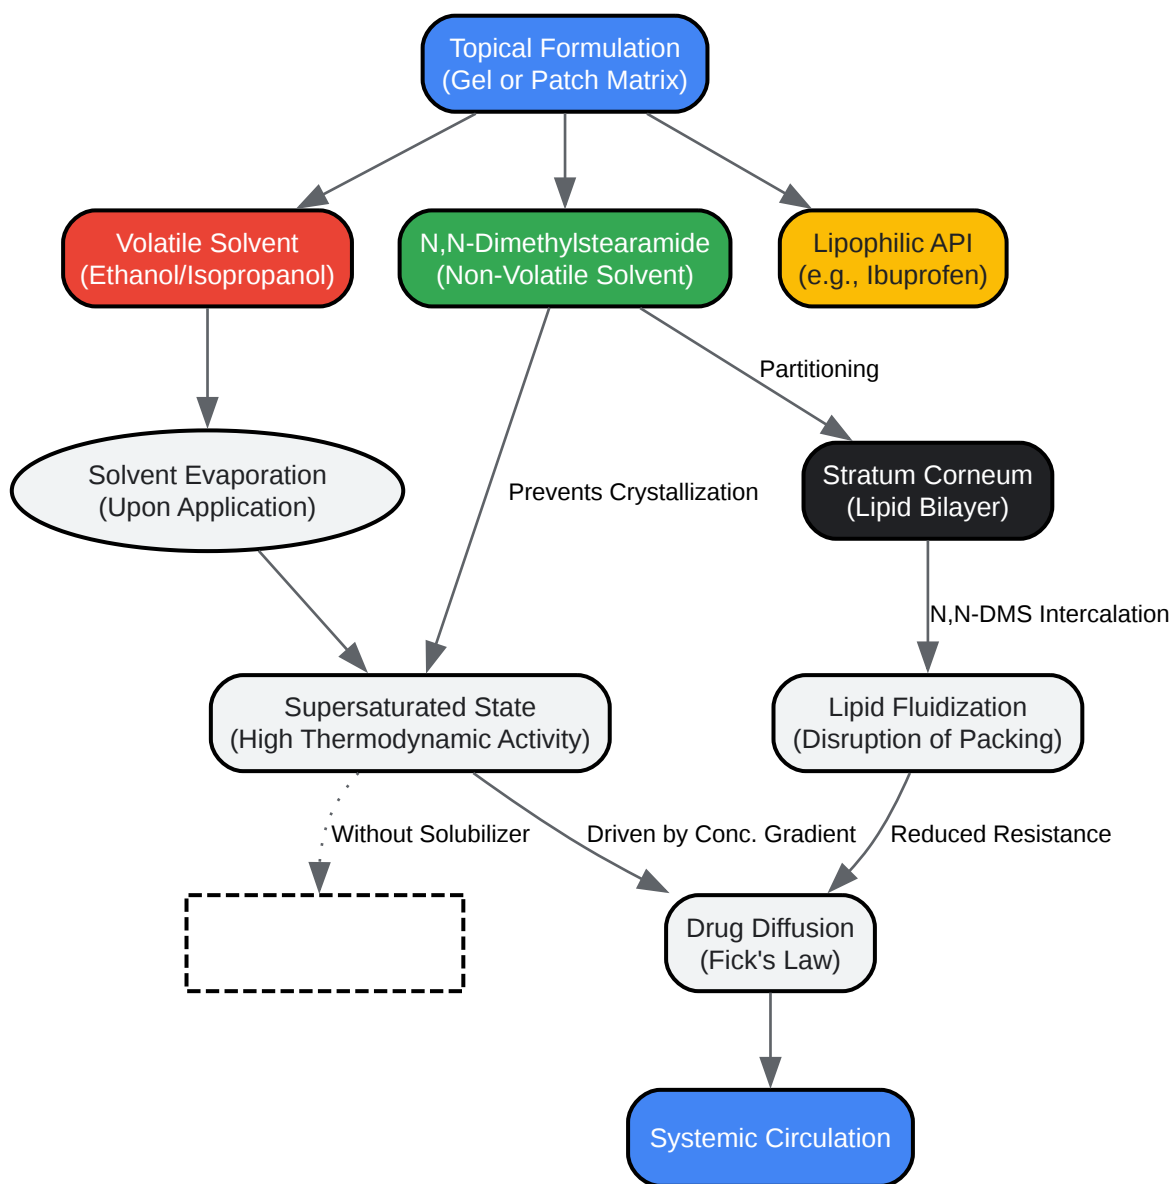 Topical Formulation
(Gel or Patch Matrix)
Volatile Solvent
(Ethanol/Isopropanol)
N,N-Dimethylstearamide
(Non-Volatile Solvent)
Lipophilic API
(e.g., Ibuprofen)
Partitioning
Solvent Evaporation
(Upon Application)
Prevents Crystallization
Stratum Corneum
(Lipid Bilayer)
N,N-DMS Intercalation
Supersaturated State
(High Thermodynamic Activity)
Lipid Fluidization
(Disruption of Packing)
Without Solubilizer
Driven by Conc. Gradient
Reduced Resistance
Drug Diffusion
(Fick's Law)
Systemic Circulation